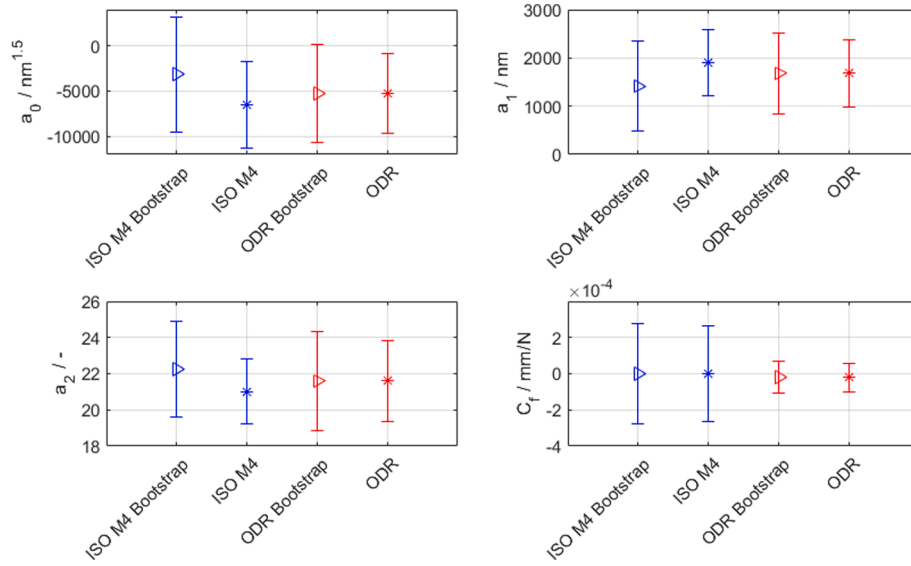 a0 / nm1.5
0
-5000
-10000
ISO M4 Bootstrap
ISO M4
ODR Bootstrap
ODR
a1 / nm
3000
2000
1000
0
ISO M4 Bootstrap
ISO M4
ODR Bootstrap
ODR
a2 / -
26
24
22
20
18
ISO M4 Bootstrap
ISO M4
ODR Bootstrap
ODR
×10-4
Cf / mm/N
2
0
-2
-4
ISO M4 Bootstrap
ISO M4
ODR Bootstrap
ODR